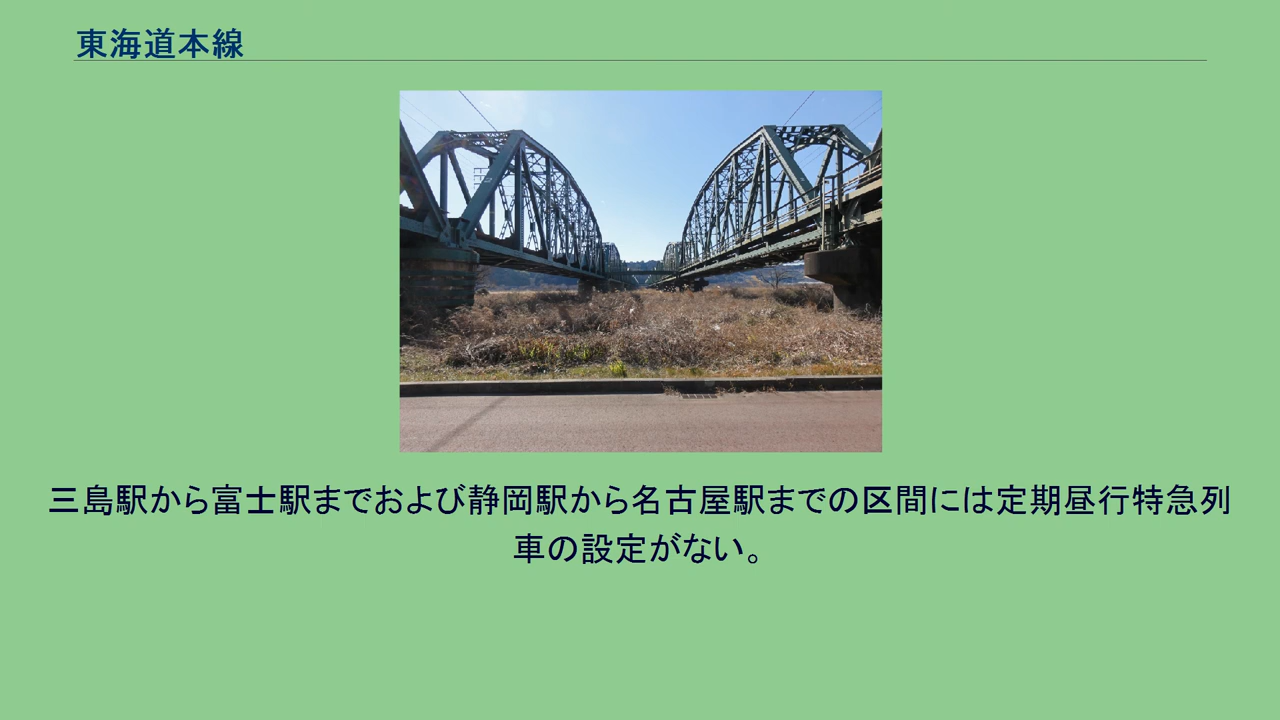 東海道本線
三島駅から富士駅までおよび静岡駅から名古屋駅までの区間には定期昼行特急列
車の設定がない。